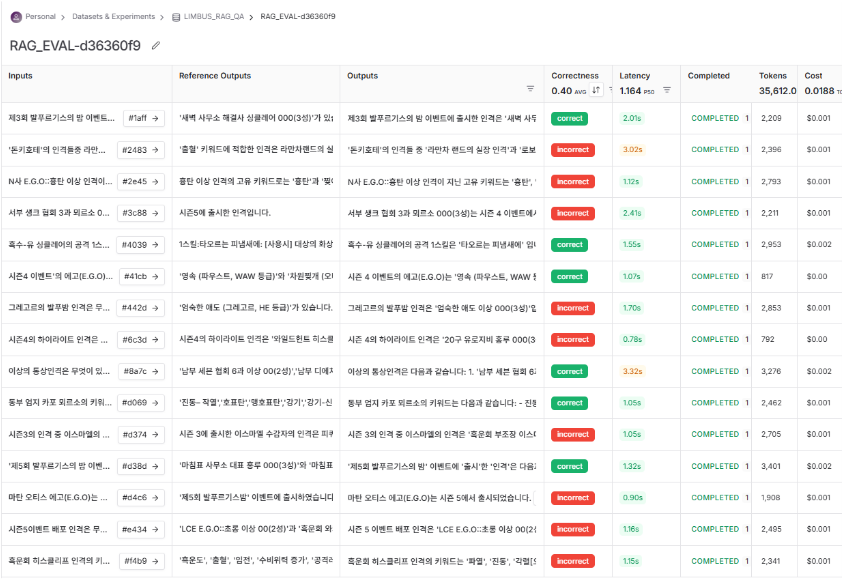 Personal > Datasets & Experiments > LIMBUS_RAG_QA > RAG_EVAL-d36360f9
RAG_EVAL-d36360f9
Inputs Reference Outputs Outputs Correctness Latency Completed Tokens Cost
0.40 AVG 1.164 P50 35,612.0 0.0188
제3회 발푸르기스의 밤 이벤트... #1aff → '새벽 사무소 해결사 싱클레어 000(3성)'가 있습 제3회 발푸르기스의 밤 이벤트에 출시한 인격은 '새벽 사무 correct 2.01s COMPLETED 1 2,209 $0.001
'돈키호테'의 인격들중 라만... #2483 → '출혈' 키워드에 적합한 인격은 라만차랜드의 실 '돈키호테'의 인격들 중 '라만차 랜드의 실장 인격'과 '로보 incorrect 3.02s COMPLETED 1 2,396 $0.001
N사 E.G.O::흉탄 이상 인격이... #2e45 → 흉탄 이상 인격의 고유 키워드로는 '흉탄'과 '찢 N사 E.G.O::흉탄 이상 인격이 지닌 고유 키워드는 '흉탄', ' incorrect 1.12s COMPLETED 1 2,793 $0.001
서부 섕크 협회 3과 뫼르소 0... #3c88 → 시즌5에 출시한 인격입니다. 서부 섕크 협회 3과 뫼르소 000(3성)는 시즌 4 이벤트에서 incorrect 2.41s COMPLETED 1 2,211 $0.001
흑수-유 싱클레어의 공격 1스... #4039 → 1스킬:타오르는 피냄새에: [사용시] 대상의 화상 흑수-유 싱클레어의 공격 1스킬은 '타오르는 피냄새에' 입니 correct 1.55s COMPLETED 1 2,953 $0.002
시즌4 이벤트'의 에고(E.G.O)... #41cb → '영속 (파우스트, WAW 등급)'와 '차원찢개 (오 시즌 4 이벤트의 에고(E.G.O)는 '영속 (파우스트, WAW 등 correct 1.07s COMPLETED 1 817 $0.00
그레고르의 발푸밤 인격은 무... #442d → '엄숙한 애도 (그레고르, HE 등급)'가 있습니다. 그레고르의 발푸밤 인격은 '엄숙한 애도 이상 000(3성)'입 incorrect 1.70s COMPLETED 1 2,853 $0.001
시즌4의 하이라이트 인격은 ... #6c3d → 시즌4의 하이라이트 인격은 '와일드헌트 히스클 시즌 4의 하이라이트 인격은 '20구 유로지비 홍루 000(3 incorrect 0.78s COMPLETED 1 792 $0.00
이상의 통상인격은 무엇이 있... #8a7c → '남부 세븐 협회 6과 이상 00(2성)','남부 디에치 이상의 통상인격은 다음과 같습니다: 1. '남부 세븐 협회 6과 correct 3.32s COMPLETED 1 3,276 $0.002
동부 엄지 카포 뫼르소의 키워... #d069 → '진동- 작열','호표탄','맹호표탄','강기','강기-신 동부 엄지 카포 뫼르소의 키워드는 다음과 같습니다: - 진동 correct 1.05s COMPLETED 1 2,462 $0.001
시즌3의 인격 중 이스마엘의 ... #d374 → 시즌 3에 출시한 이스마엘 수감자의 인격은 피쿼 시즌 3의 인격 중 이스마엘의 인격은 '흑운회 부조장 이스 incorrect 1.05s COMPLETED 1 2,705 $0.001
'제5회 발푸르기스의 밤 이벤... #d38d → '마침표 사무소 대표 홍루 000(3성)'와 '마침표 '제5회 발푸르기스의 밤' 이벤트에 '출시'한 '인격'은 다음 correct 1.32s COMPLETED 1 3,401 $0.002
마탄 오티스 에고(E.G.O)는 ... #d4c6 → '제5회 발푸르기스밤' 이벤트에 출시하였습니다 마탄 오티스 에고(E.G.O)는 시즌 5에서 출시되었습니다. incorrect 0.90s COMPLETED 1 1,908 $0.001
시즌5이벤트 배포 인격은 무... #e434 → 'LCE E.G.O::초롱 이상 00(2성)'과 '흑운회 와 시즌 5 이벤트 배포 인격은 'LCE E.G.O::초롱 이상 00(2성 incorrect 1.16s COMPLETED 1 2,495 $0.001
흑운회 히스클리프 인격의 키... #f4b9 → '흑운도', '출혈', '임전', '수비위력 증가', '공격 흑운회 히스클리프 인격의 키워드는 '파열', '진동', incorrect 1.15s COMPLETED 1 2,341 $0.001